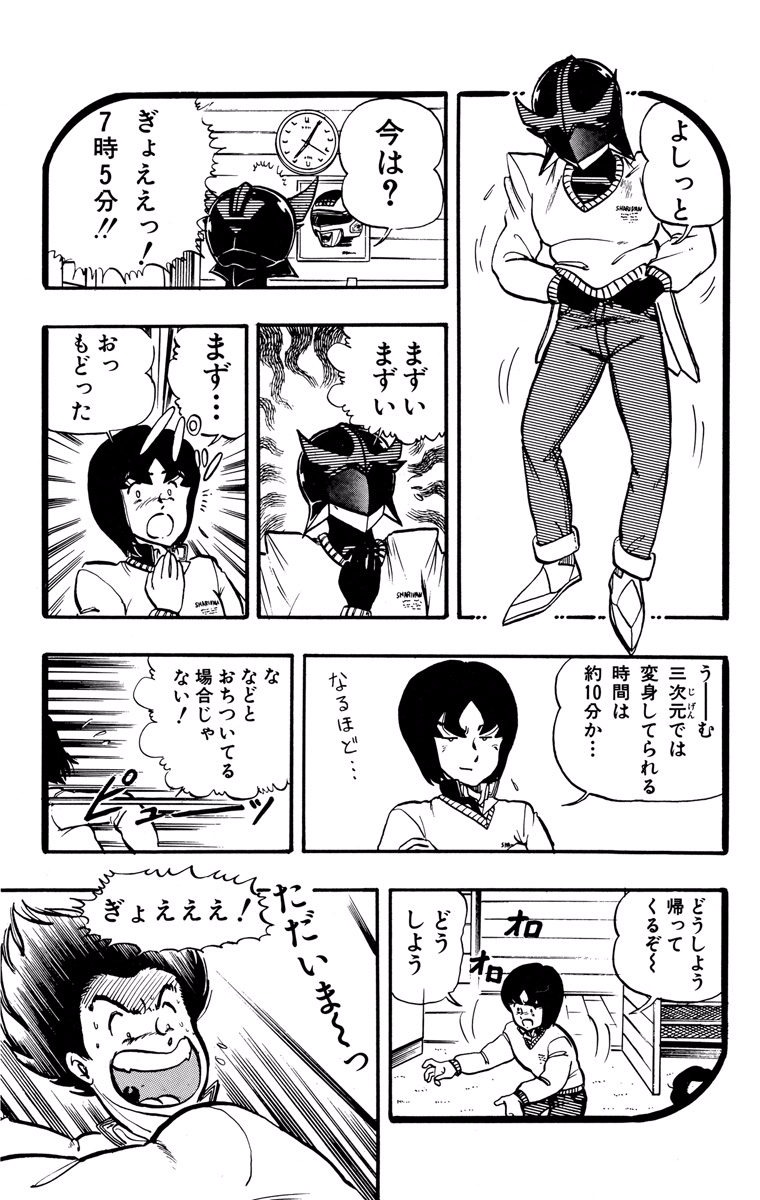 よしっと
SHARIVAN
今は？
ぎょええっ！
7時5分!!
まずい
まずい
SHARIVAN
まず…
おっ
もどった
うーむ
三次元では
変身してられる
時間は
約10分か…
なるほど…
な
などと
おちついてる
場合じゃ
ない！
ピューーッ
どうしよう
帰って
くるぞ〜
オロ
オロ
どう
しよう
ただいま〜っ
ぎょえええ！